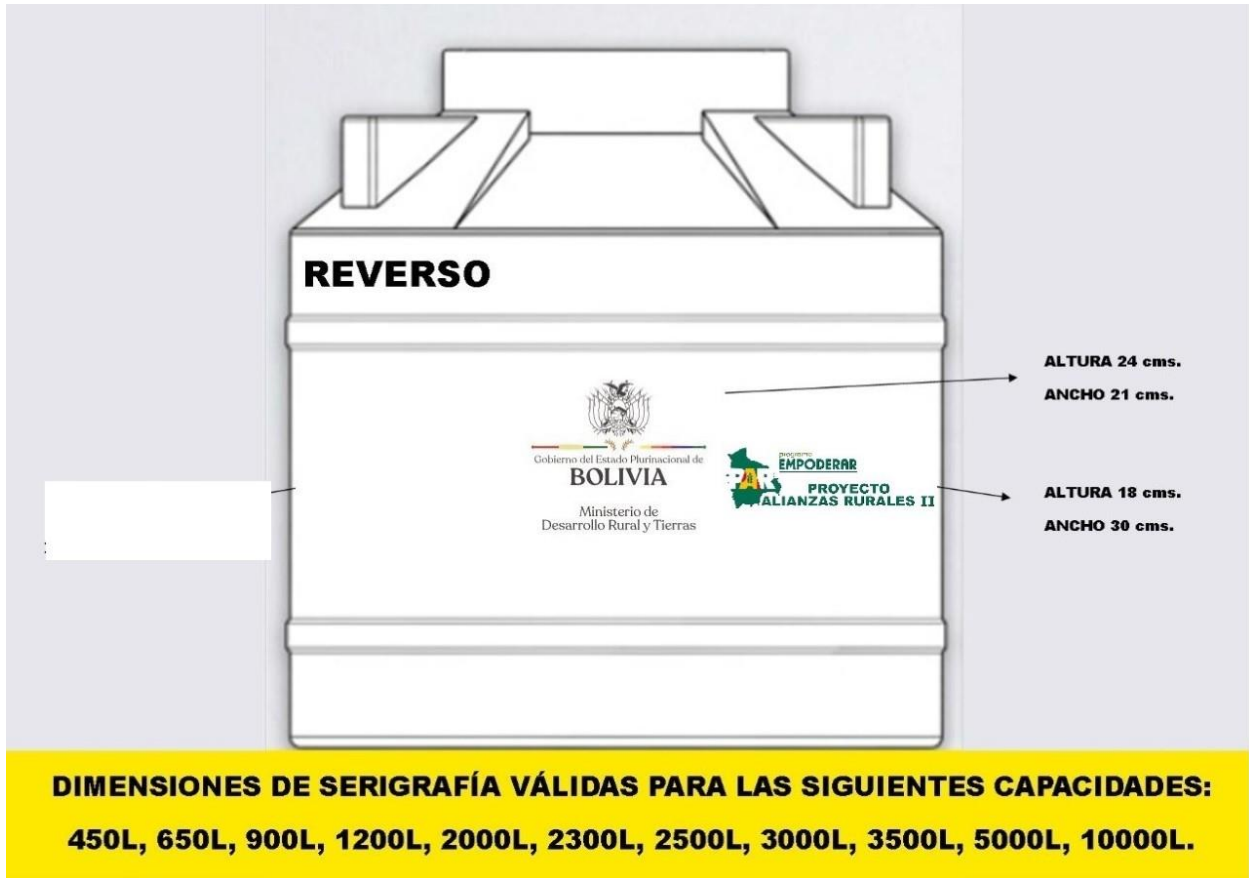 REVERSO
ALTURA 24 cms.
ANCHO 21 cms.
Gobierno del Estado Plurinacional de
BOLIVIA
Ministerio de
Desarrollo Rural y Tierras
programa
EMPODERAR
PAR
PROYECTO
ALIANZAS RURALES II
ALTURA 18 cms.
ANCHO 30 cms.
DIMENSIONES DE SERIGRAFÍA VÁLIDAS PARA LAS SIGUIENTES CAPACIDADES:
450L, 650L, 900L, 1200L, 2000L, 2300L, 2500L, 3000L, 3500L, 5000L, 10000L.